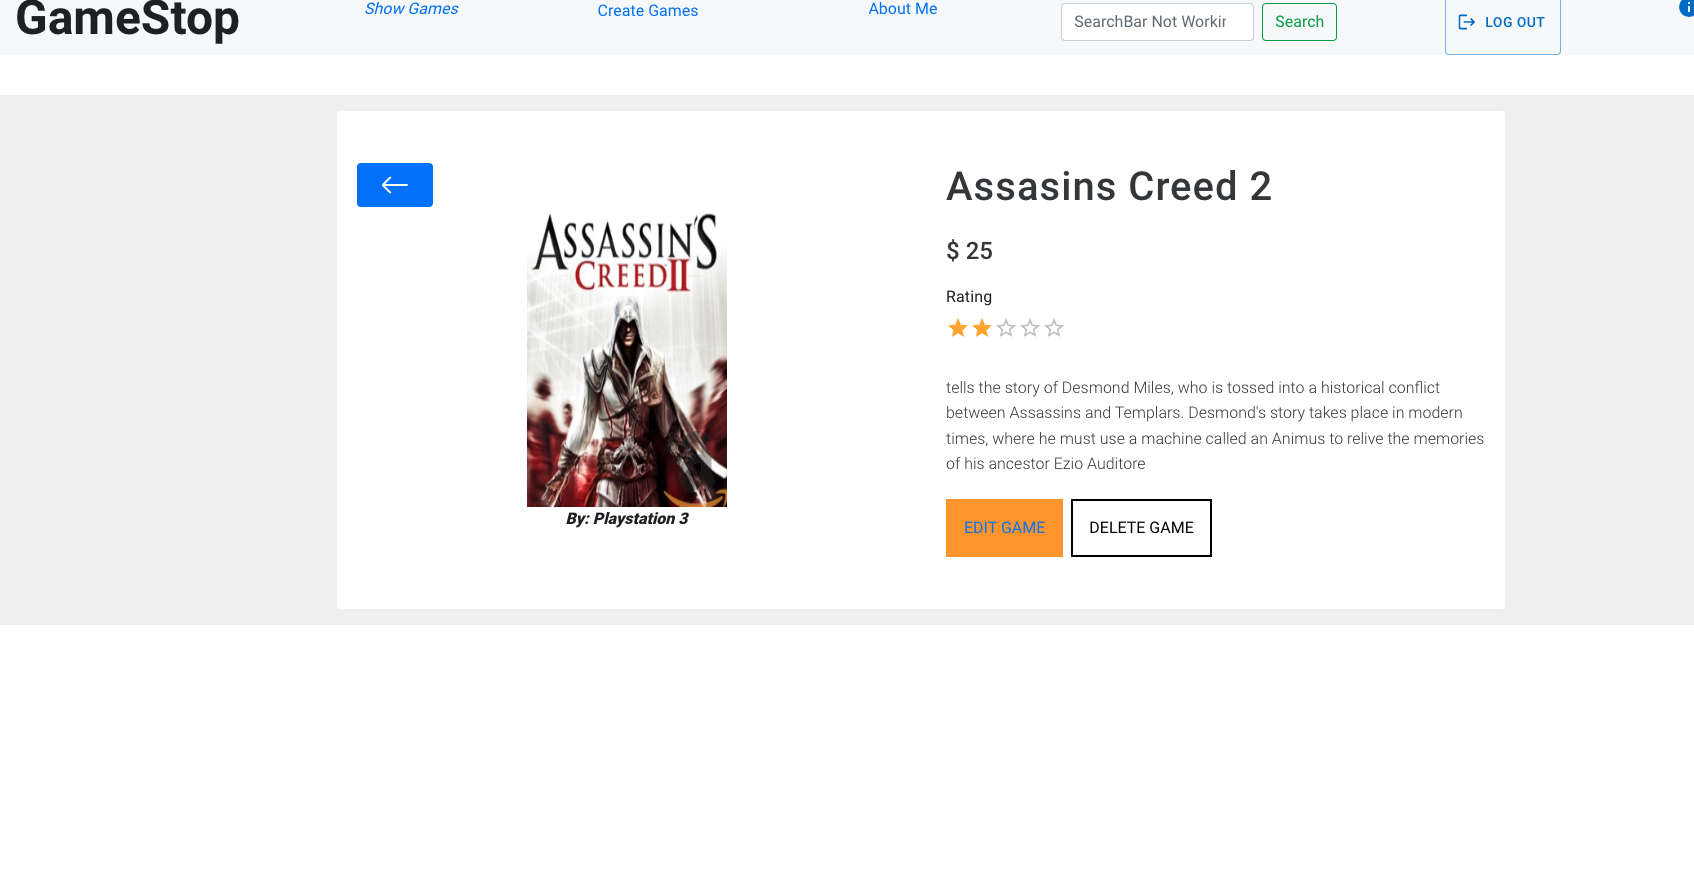 GameStop
Show Games
Create Games
About Me
SearchBar Not Workir
Search
LOG OUT
i
Assasins Creed 2
$ 25
Rating
ASSASSIN'S
CREED II
By: Playstation 3
tells the story of Desmond Miles, who is tossed into a historical conflict
between Assassins and Templars. Desmond's story takes place in modern
times, where he must use a machine called an Animus to relive the memories
of his ancestor Ezio Auditore
EDIT GAME
DELETE GAME